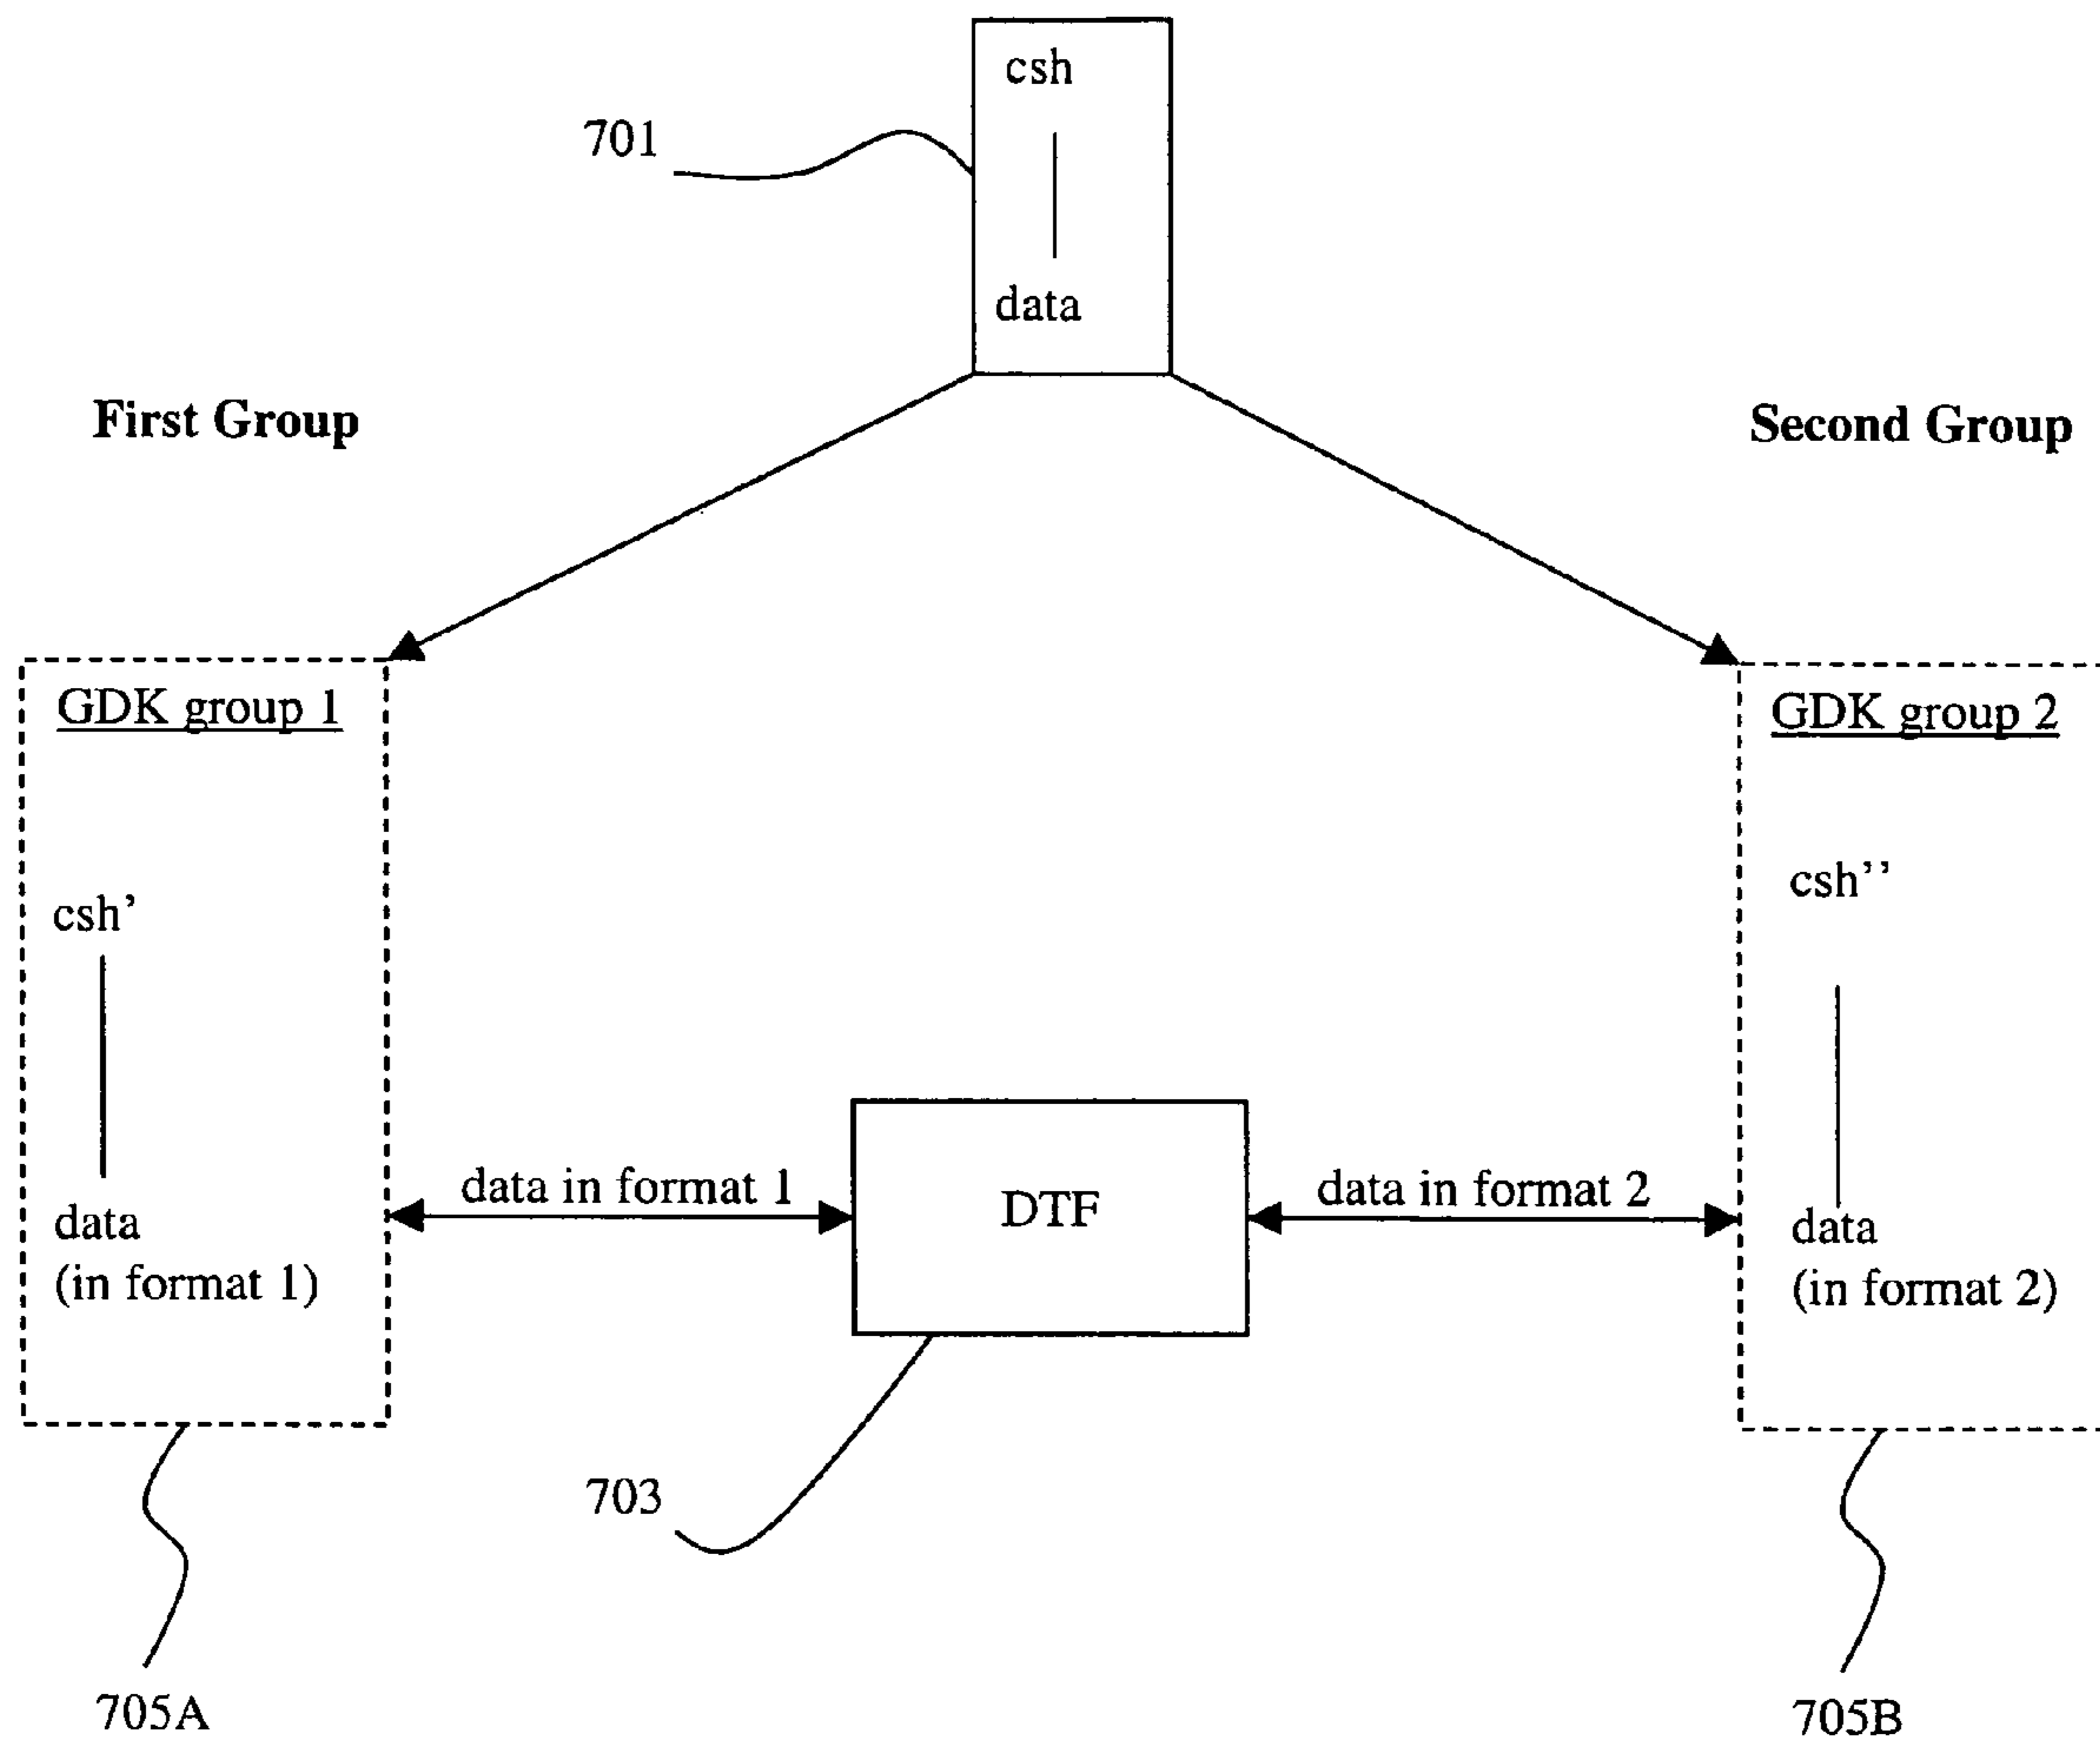 csh
701
data
First Group
Second Group
GDK group 1
GDK group 2
csh’
csh’’
data in format 1
DTF
data in format 2
data
(in format 1)
data
(in format 2)
703
705A
705B